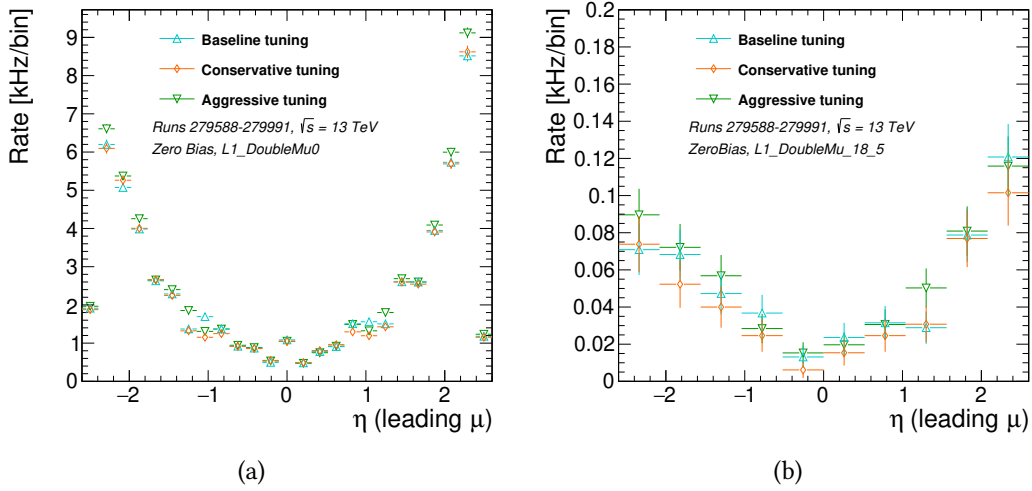 Rate [kHz/bin]
9
8
7
6
5
4
3
2
1
0
Baseline tuning
Conservative tuning
Aggressive tuning
Runs 279588-279991, √s = 13 TeV
Zero Bias, L1_DoubleMu0
−2 −1 0 1 2
η (leading μ)
(a)
Rate [kHz/bin]
0.2
0.18
0.16
0.14
0.12
0.1
0.08
0.06
0.04
0.02
0
Baseline tuning
Conservative tuning
Aggressive tuning
Runs 279588-279991, √s = 13 TeV
ZeroBias, L1_DoubleMu_18_5
−2 −1 0 1 2
η (leading μ)
(b)